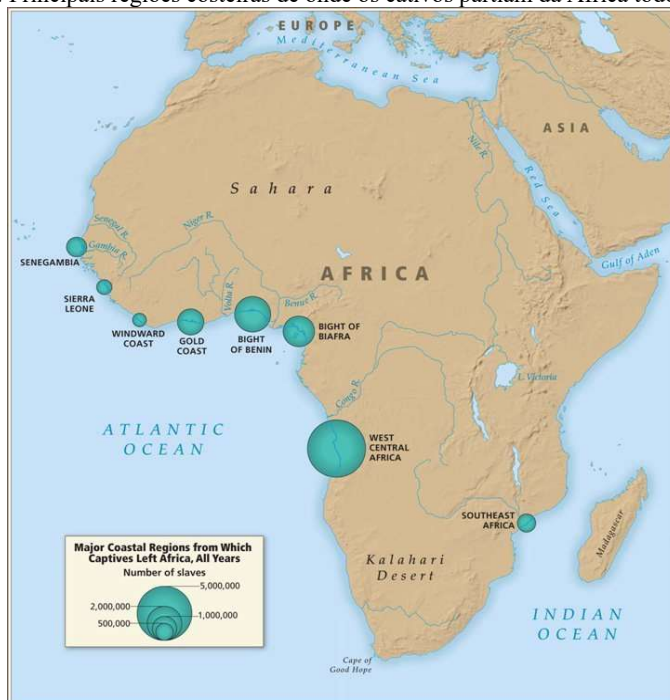 Principais regiões costeiras de onde os cativos partiam da África
EUROPE
Mediterranean Sea
ASIA
Nile R.
Red Sea
Sahara
Gulf of Aden
Senegal R.
Niger R.
Gambia R.
SENEGAMBIA
AFRICA
SIERRA
LEONE
Volta R.
Benue R.
WINDWARD
COAST
GOLD
COAST
BIGHT
OF BENIN
BIGHT OF
BIAFRA
L. Victoria
Congo R.
ATLANTIC
OCEAN
WEST
CENTRAL
AFRICA
SOUTHEAST
AFRICA
Madagascar
Kalahari
Desert
Major Coastal Regions from Which
Captives Left Africa, All Years
Number of slaves
5,000,000
2,000,000
1,000,000
500,000
INDIAN
OCEAN
Cape of
Good Hope